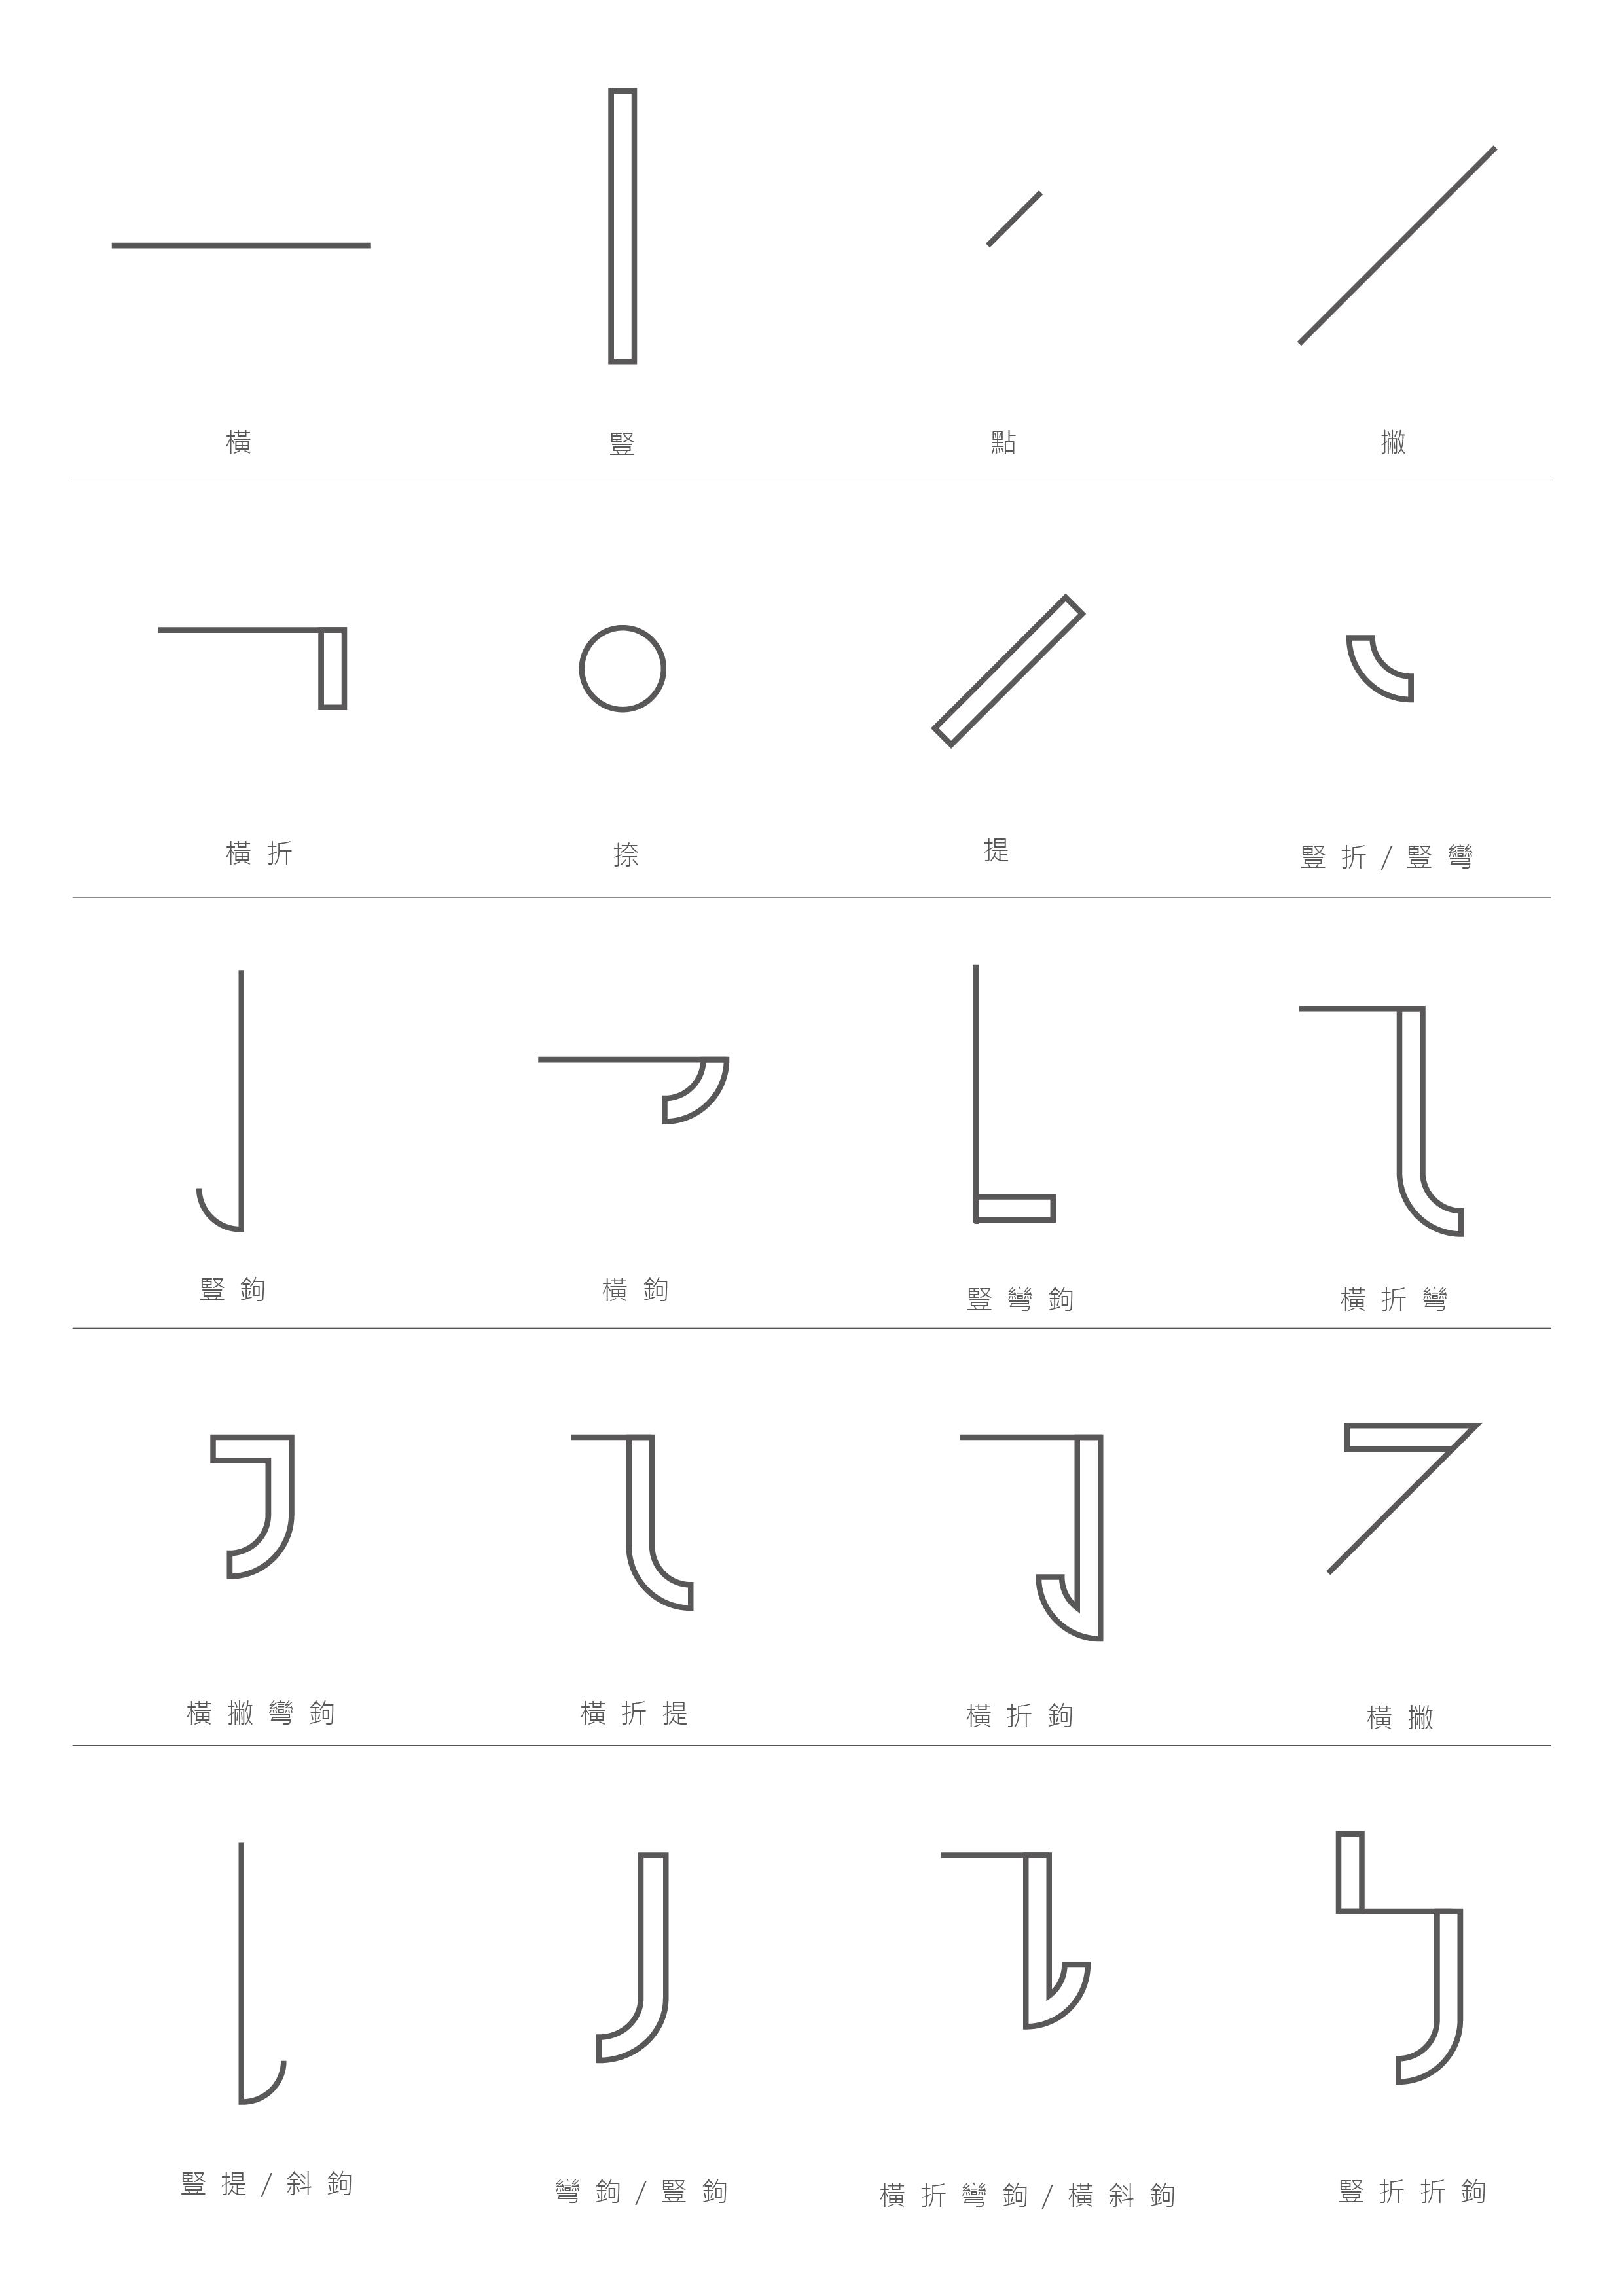 橫 豎 點 撇
橫折 捺 提 豎折/豎彎
豎鉤 橫鉤 豎彎鉤 橫折彎
橫撇彎鉤 橫折提 橫折鉤 橫撇
豎提/斜鉤 彎鉤/豎鉤 橫折彎鉤/橫斜鉤 豎折折鉤